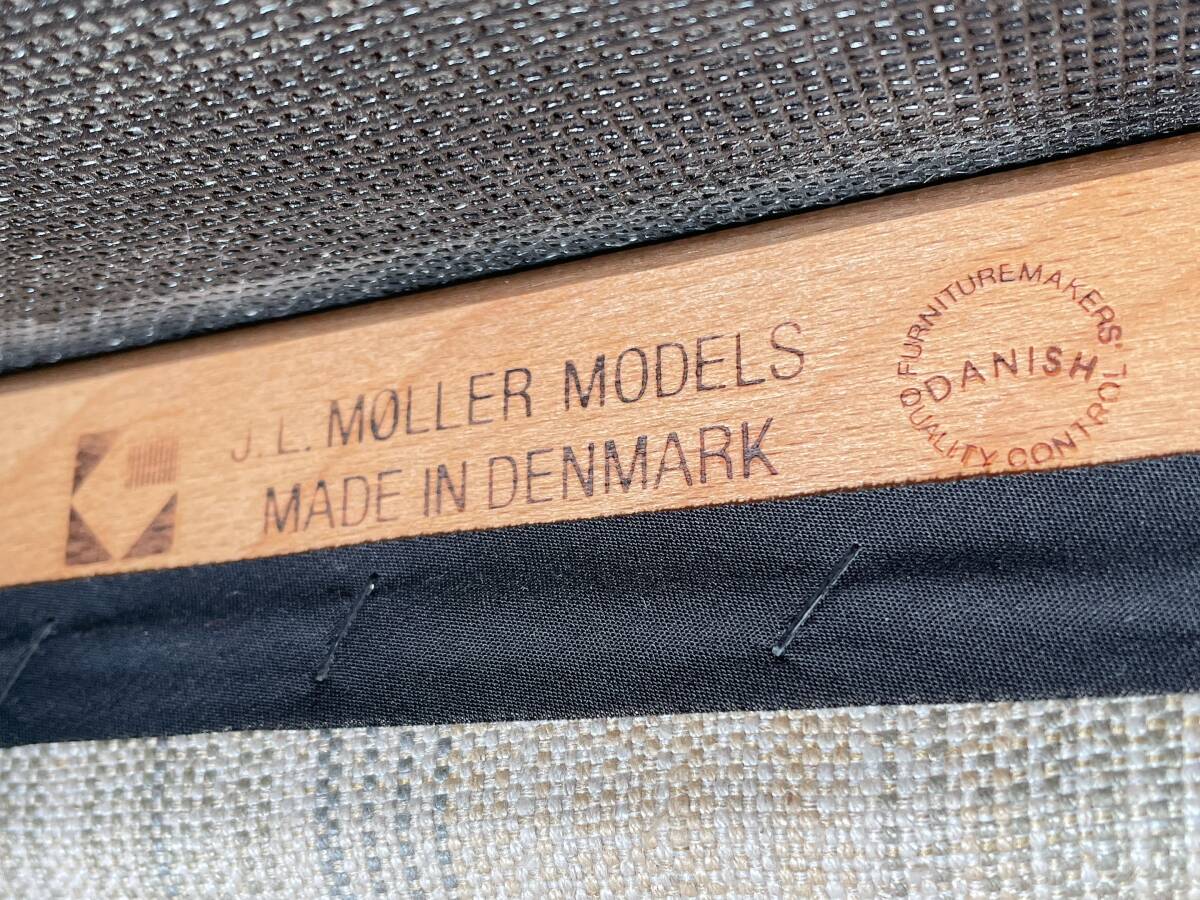 J.L. MØLLER MODELS
MADE IN DENMARK
FURNITUREMAKERS'
DANISH
QUALITY CONTROL